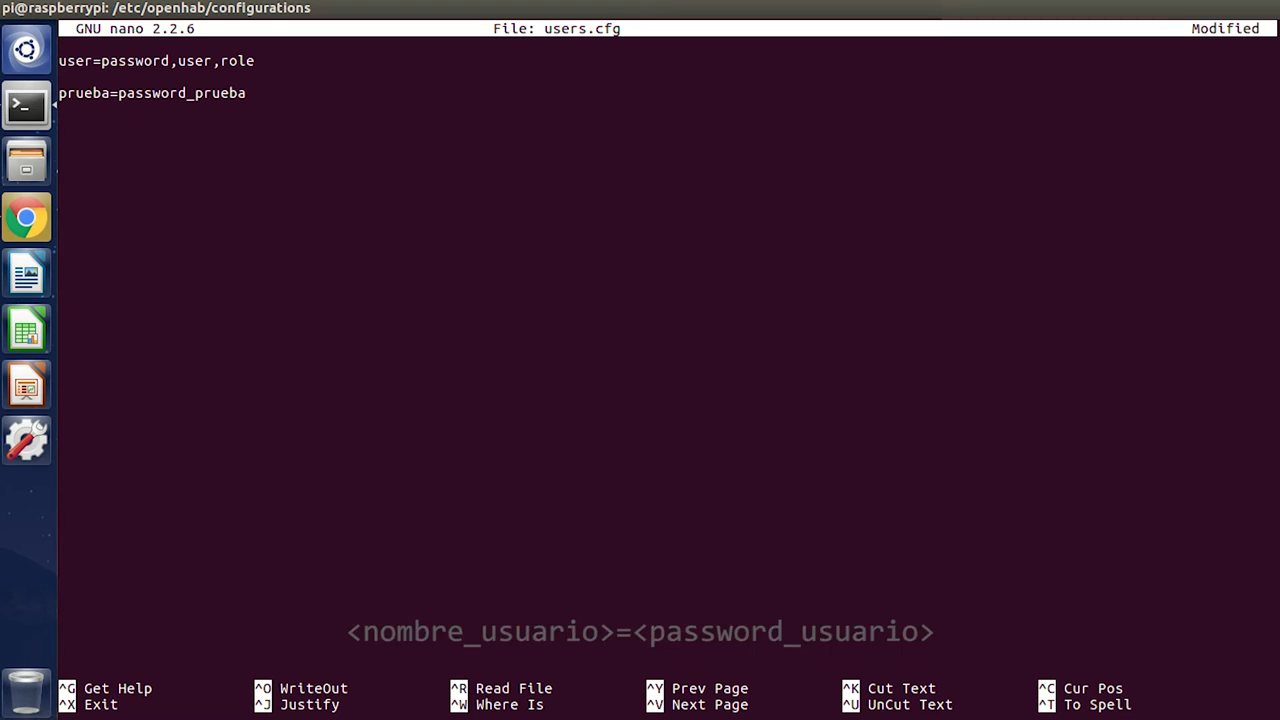 pi@raspberrypi: /etc/openhab/configurations
GNU nano 2.2.6 File: users.cfg Modified
user=password,user,role
prueba=password_prueba
<nombre_usuario>=<password_usuario>
^G Get Help ^O WriteOut ^R Read File ^Y Prev Page ^K Cut Text ^C Cur Pos
^X Exit ^J Justify ^W Where Is ^V Next Page ^U UnCut Text ^T To Spell